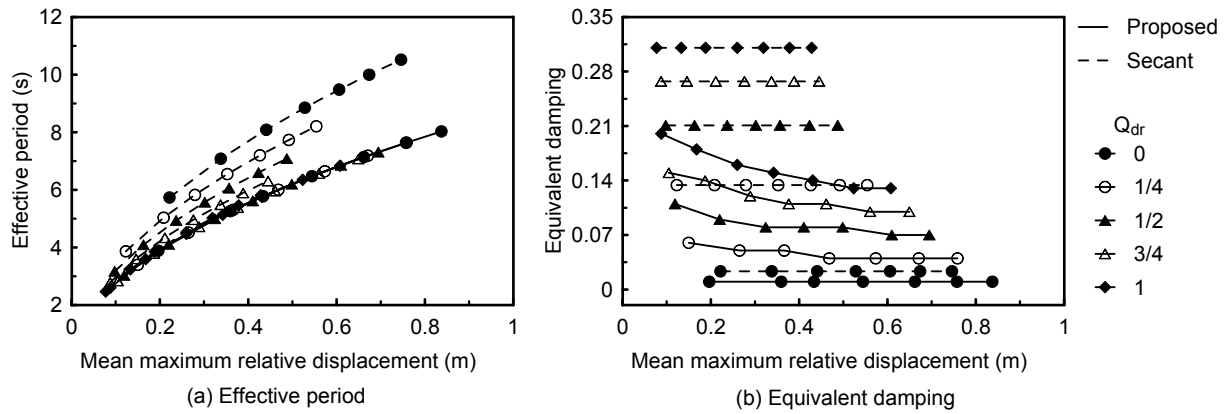 12
10
8
6
4
2
Effective period (s)
0 0.2 0.4 0.6 0.8 1
Mean maximum relative displacement (m)
(a) Effective period
0.35
0.28
0.21
0.14
0.07
0
Equivalent damping
0 0.2 0.4 0.6 0.8 1
Mean maximum relative displacement (m)
(b) Equivalent damping
Proposed
Secant
Qdr
0
1/4
1/2
3/4
1